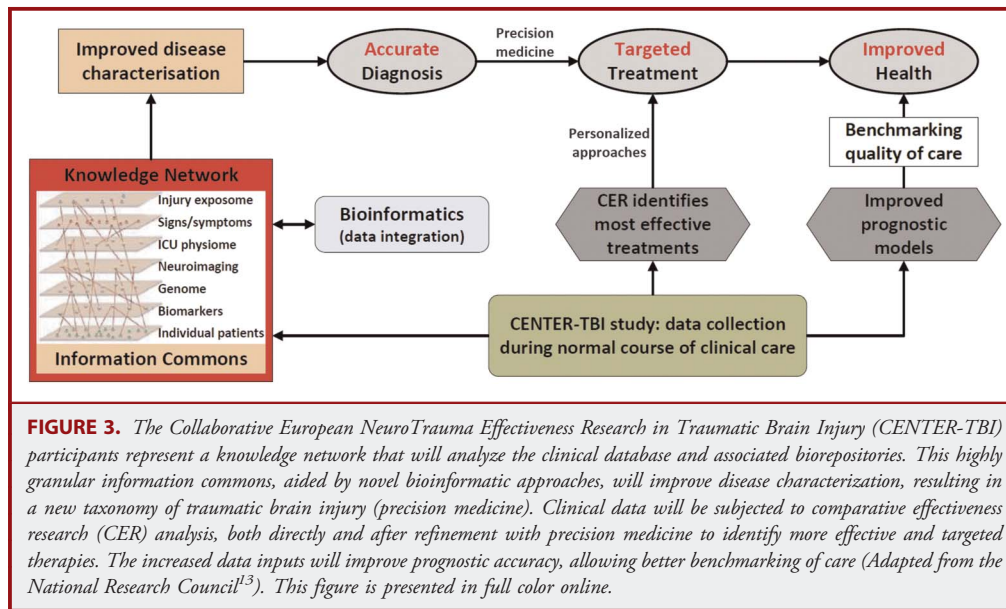 Improved disease
characterisation
Accurate
Diagnosis
Precision
medicine
Targeted
Treatment
Improved
Health
Personalized
approaches
Benchmarking
quality of care
Knowledge Network
Injury exposome
Signs/symptoms
ICU physiome
Neuroimaging
Genome
Biomarkers
Individual patients
Information Commons
Bioinformatics
(data integration)
CER identifies
most effective
treatments
Improved
prognostic
models
CENTER-TBI study: data collection
during normal course of clinical care
FIGURE 3. The Collaborative European NeuroTrauma Effectiveness Research in Traumatic Brain Injury (CENTER-TBI)
participants represent a knowledge network that will analyze the clinical database and associated biorepositories. This highly
granular information commons, aided by novel bioinformatic approaches, will improve disease characterization, resulting in
a new taxonomy of traumatic brain injury (precision medicine). Clinical data will be subjected to comparative effectiveness
research (CER) analysis, both directly and after refinement with precision medicine to identify more effective and targeted
therapies. The increased data inputs will improve prognostic accuracy, allowing better benchmarking of care (Adapted from the
National Research Council13). This figure is presented in full color online.